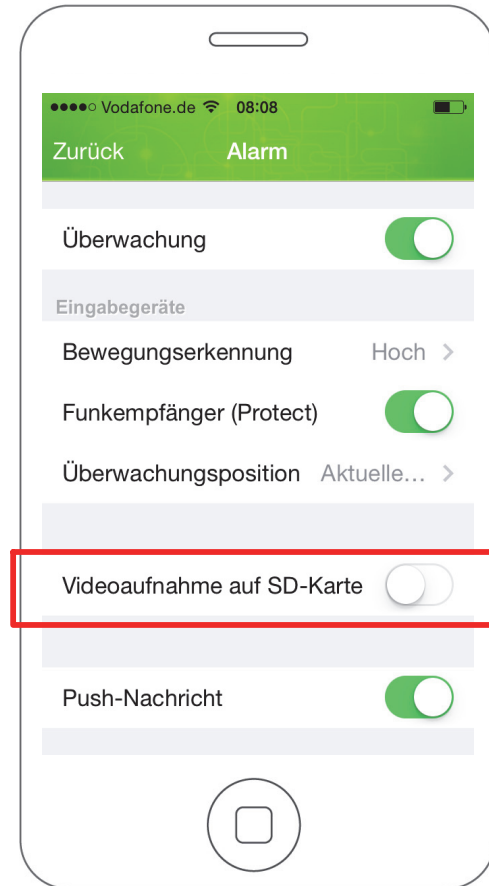 Vodafone.de 08:08
Zurück Alarm
Überwachung
Eingabegeräte
Bewegungserkennung Hoch
Funkempfänger (Protect)
Überwachungsposition Aktuelle...
Videoaufnahme auf SD-Karte
Push-Nachricht